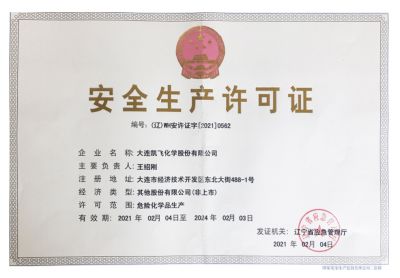 安全生产许可证
编号：(辽)WH安许证字[2021]0562
企业名称：大连凯飞化学股份有限公司
主要负责人：王绍刚
注册地址：大连市经济技术开发区东北大街488-1号
经济类型：其他股份有限公司(非上市)
许可范围：危险化学品生产
有效期：2021年02月04日至2024年02月03日
发证机关：辽宁省应急管理厅
2021年02月04日